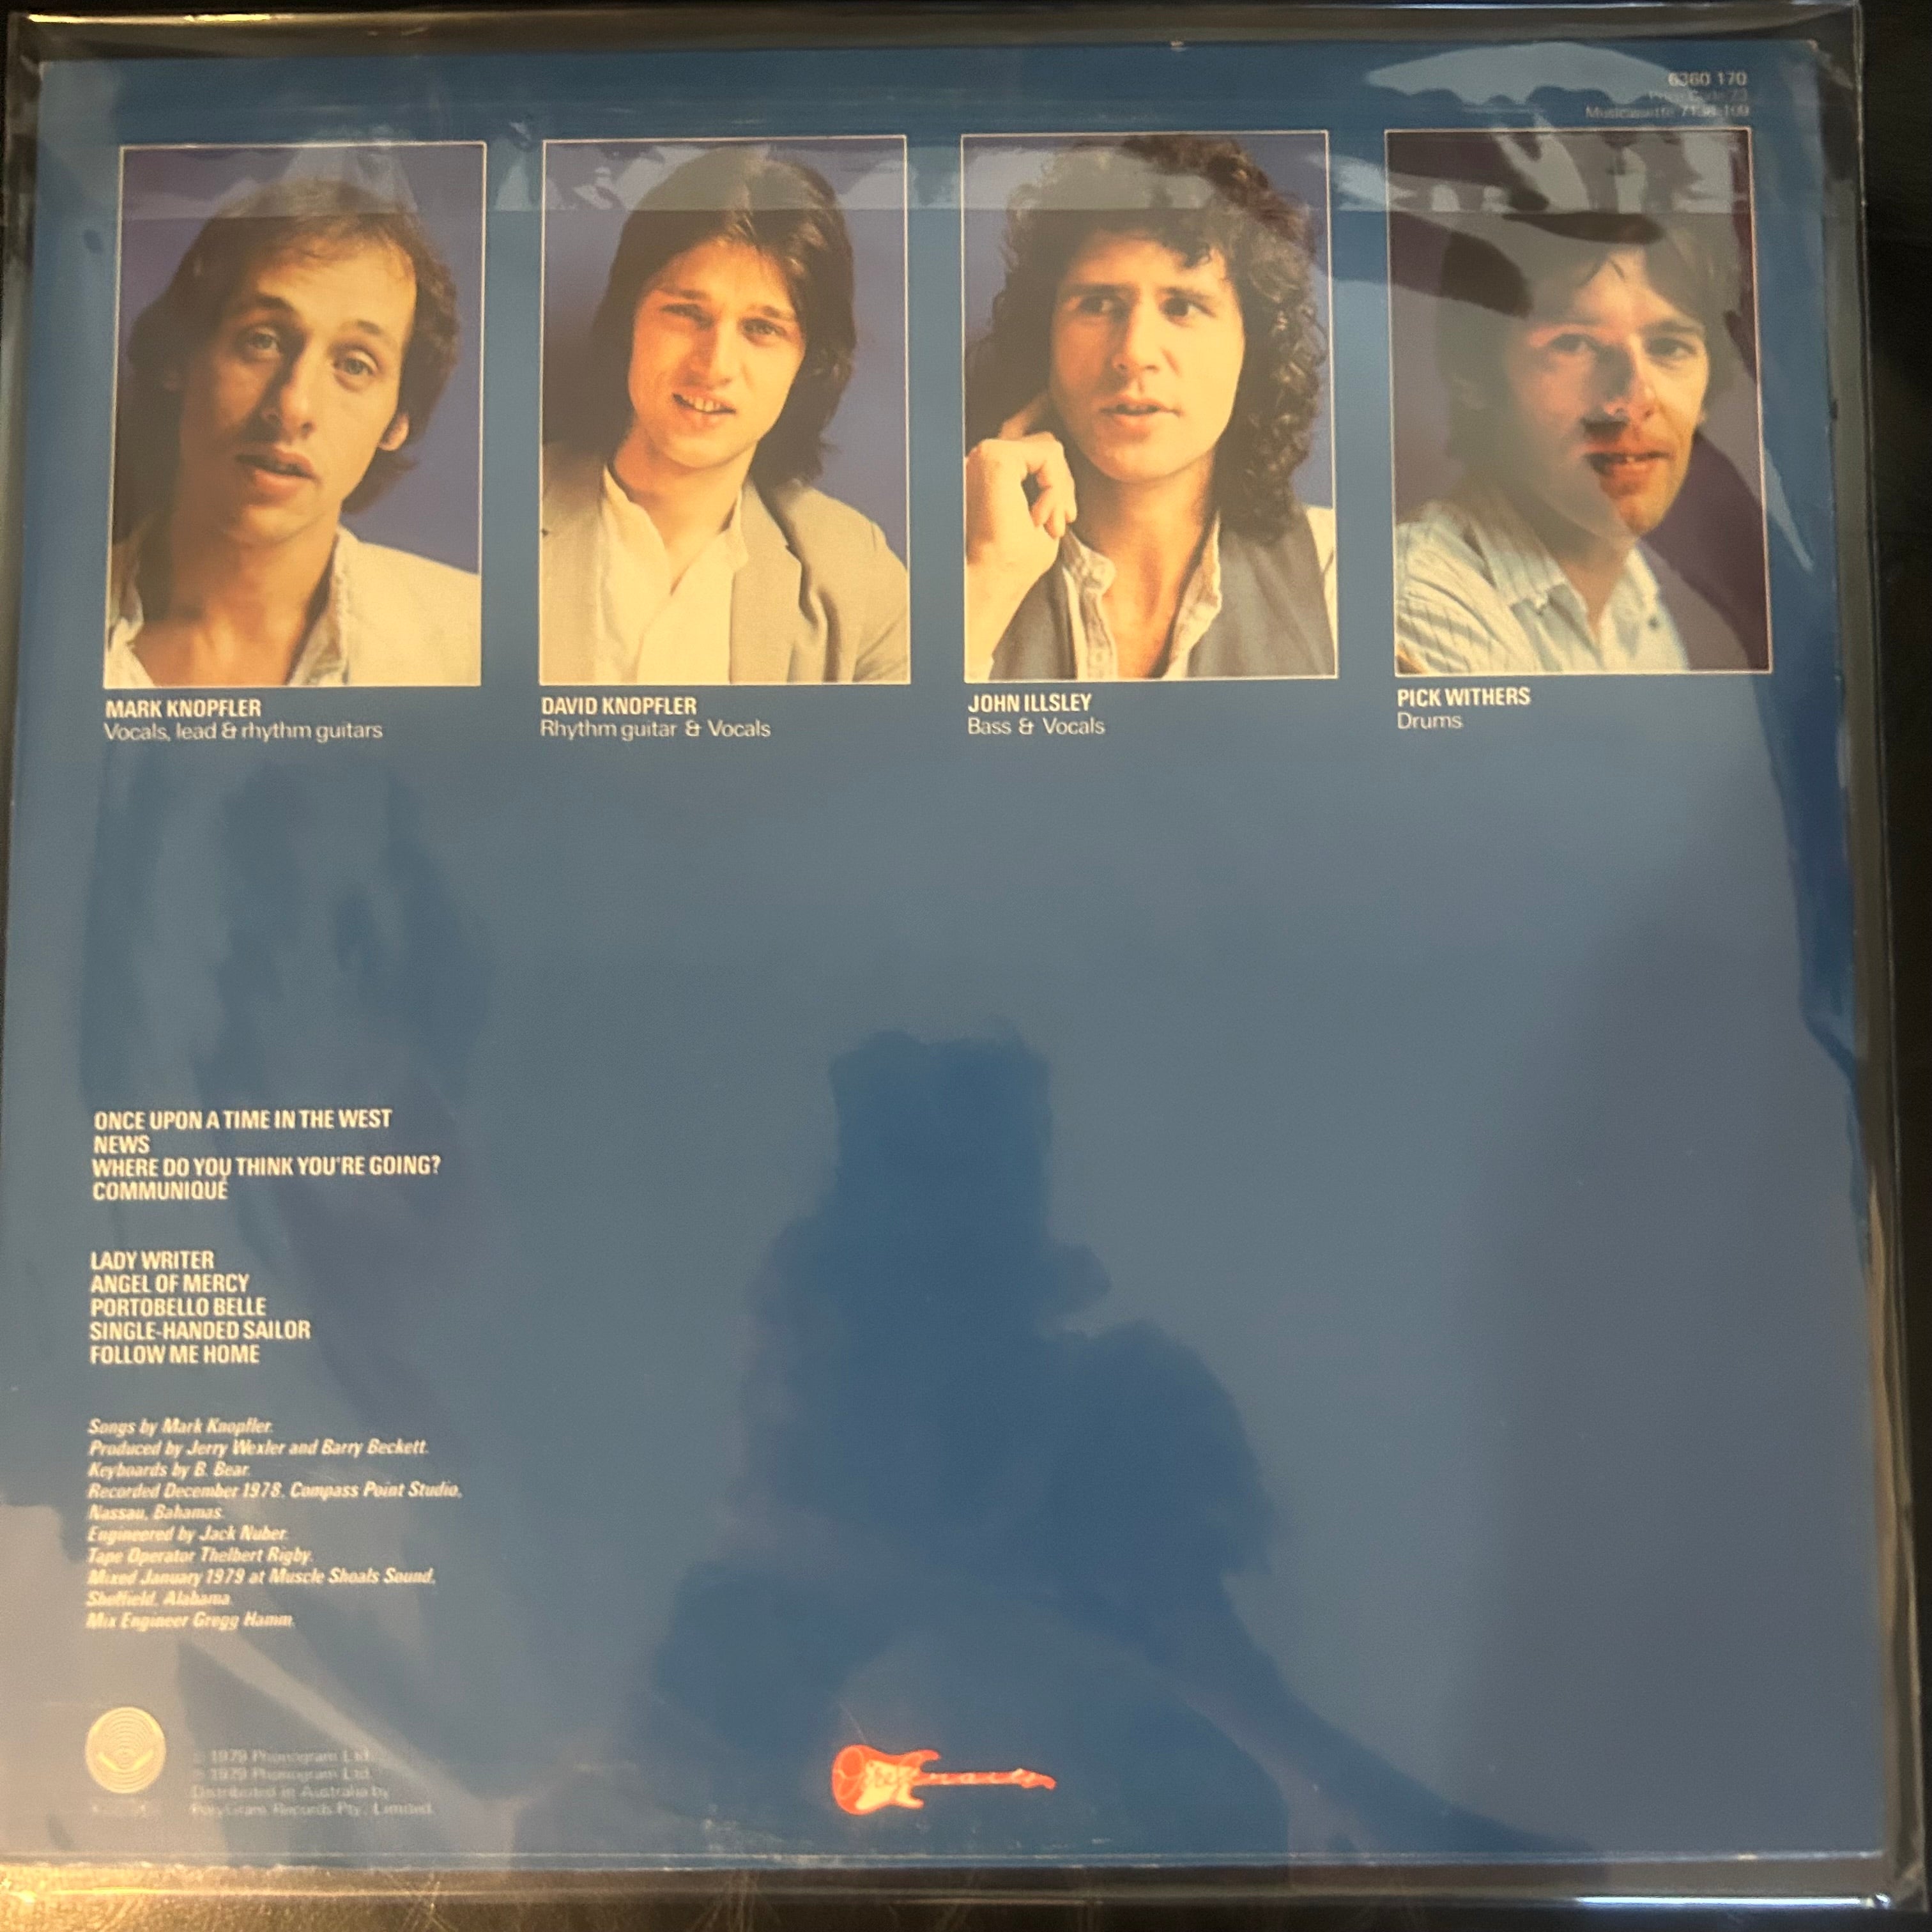 6360 170
Musicassette
MARK KNOPFLER
Vocals, lead & rhythm guitars
DAVID KNOPFLER
Rhythm guitar & Vocals
JOHN ILLSLEY
Bass & Vocals
PICK WITHERS
Drums
ONCE UPON A TIME IN THE WEST
NEWS
WHERE DO YOU THINK YOU'RE GOING?
COMMUNIQUÉ
LADY WRITER
ANGEL OF MERCY
PORTOBELLO BELLE
SINGLE-HANDED SAILOR
FOLLOW ME HOME
Songs by Mark Knopfler.
Produced by Jerry Wexler and Barry Beckett.
Keyboards by B. Bear.
Recorded December 1978, Compass Point Studio,
Nassau, Bahamas.
Engineered by Jack Nuber.
Tape Operator Thelbert Rigby.
Mixed January 1979 at Muscle Shoals Sound,
Sheffield, Alabama.
Mix Engineer Gregg Hamm.
© 1979 Phonogram Ltd.
℗ 1979 Phonogram Ltd.
Distributed in Australia by
PolyGram Records Pty. Limited.